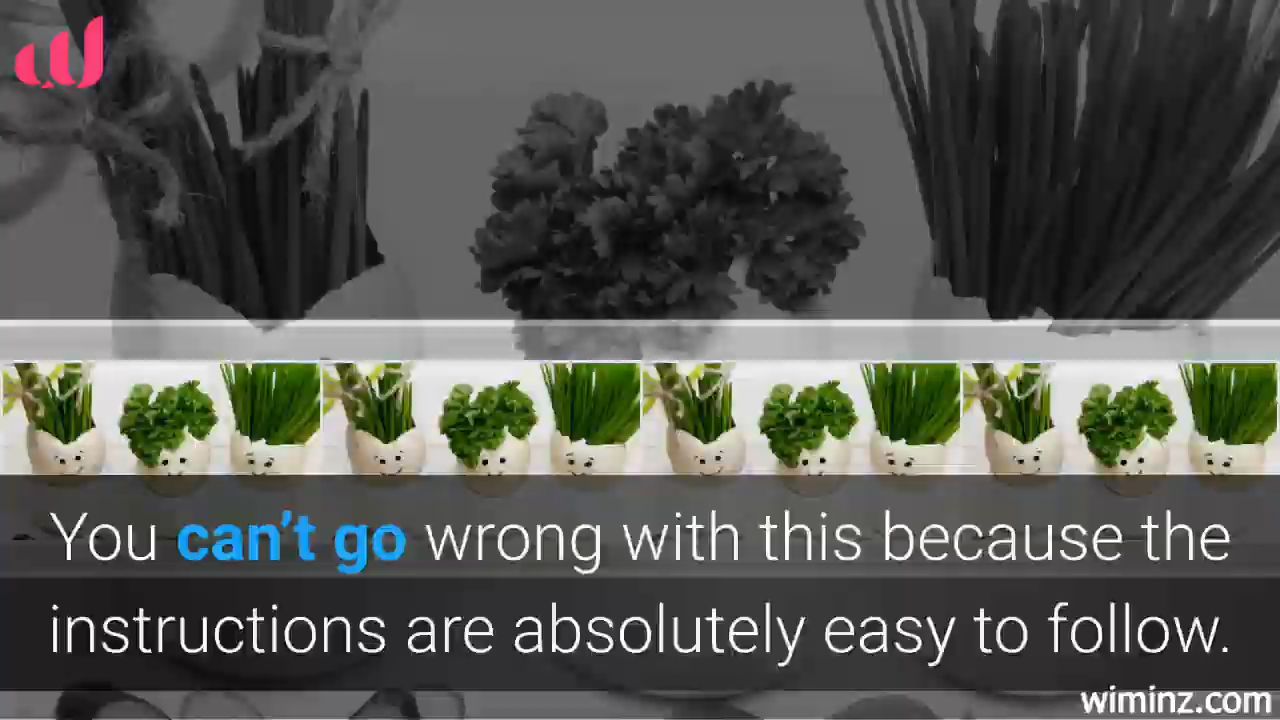 You can't go wrong with this because the
instructions are absolutely easy to follow.
wiminz.com